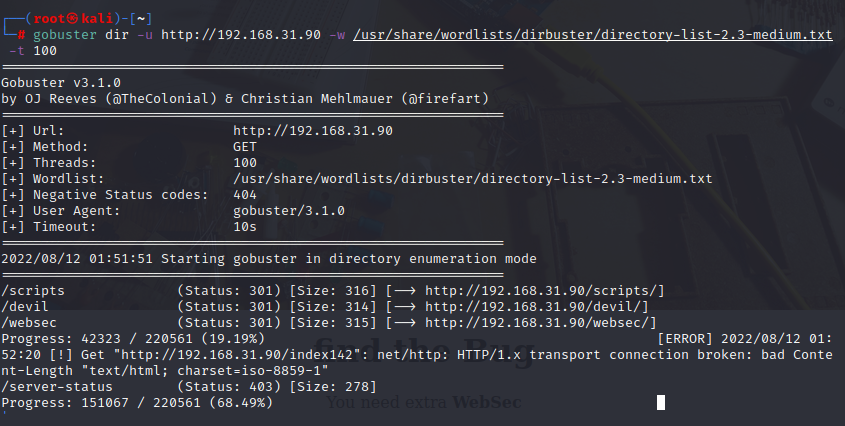 ┌──(root㉿kali)-[~]
└─# gobuster dir -u http://192.168.31.90 -w /usr/share/wordlists/dirbuster/directory-list-2.3-medium.txt
-t 100
===============================================================
Gobuster v3.1.0
by OJ Reeves (@TheColonial) & Christian Mehlmauer (@firefart)
===============================================================
[+] Url:                     http://192.168.31.90
[+] Method:                  GET
[+] Threads:                 100
[+] Wordlist:                /usr/share/wordlists/dirbuster/directory-list-2.3-medium.txt
[+] Negative Status codes:   404
[+] User Agent:              gobuster/3.1.0
[+] Timeout:                 10s
===============================================================
2022/08/12 01:51:51 Starting gobuster in directory enumeration mode
===============================================================
/scripts              (Status: 301) [Size: 316] [--> http://192.168.31.90/scripts/]
/devil                (Status: 301) [Size: 314] [--> http://192.168.31.90/devil/]
/websec               (Status: 301) [Size: 315] [--> http://192.168.31.90/websec/]
Progress: 42323 / 220561 (19.19%)                                                  [ERROR] 2022/08/12 01:
52:20 [!] Get "http://192.168.31.90/index142": net/http: HTTP/1.x transport connection broken: bad Conte
nt-Length "text/html; charset=iso-8859-1"
find the Bug
/server-status        (Status: 403) [Size: 278]
Progress: 151067 / 220561 (68.49%)
You need extra WebSec